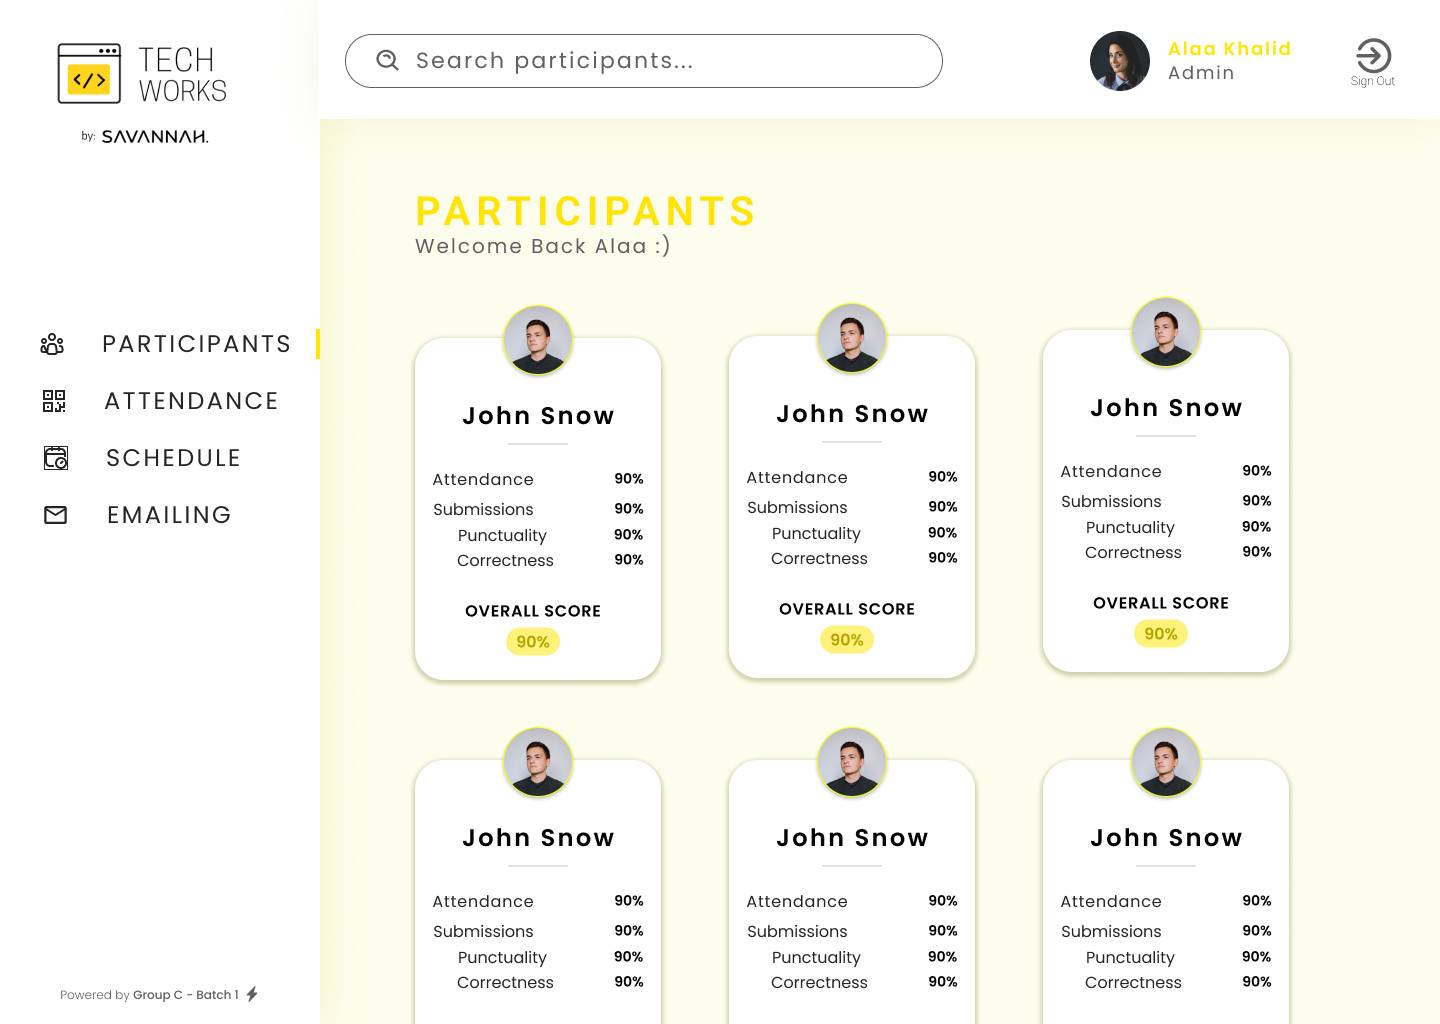 TECH
WORKS
by: SAVANNAH.
Search participants...
Alaa Khalid
Admin
Sign Out
PARTICIPANTS
ATTENDANCE
SCHEDULE
EMAILING
Powered by Group C - Batch 1
PARTICIPANTS
Welcome Back Alaa :)
John Snow
Attendance 90%
Submissions 90%
Punctuality 90%
Correctness 90%
OVERALL SCORE
90%
John Snow
Attendance 90%
Submissions 90%
Punctuality 90%
Correctness 90%
OVERALL SCORE
90%
John Snow
Attendance 90%
Submissions 90%
Punctuality 90%
Correctness 90%
OVERALL SCORE
90%
John Snow
Attendance 90%
Submissions 90%
Punctuality 90%
Correctness 90%
John Snow
Attendance 90%
Submissions 90%
Punctuality 90%
Correctness 90%
John Snow
Attendance 90%
Submissions 90%
Punctuality 90%
Correctness 90%